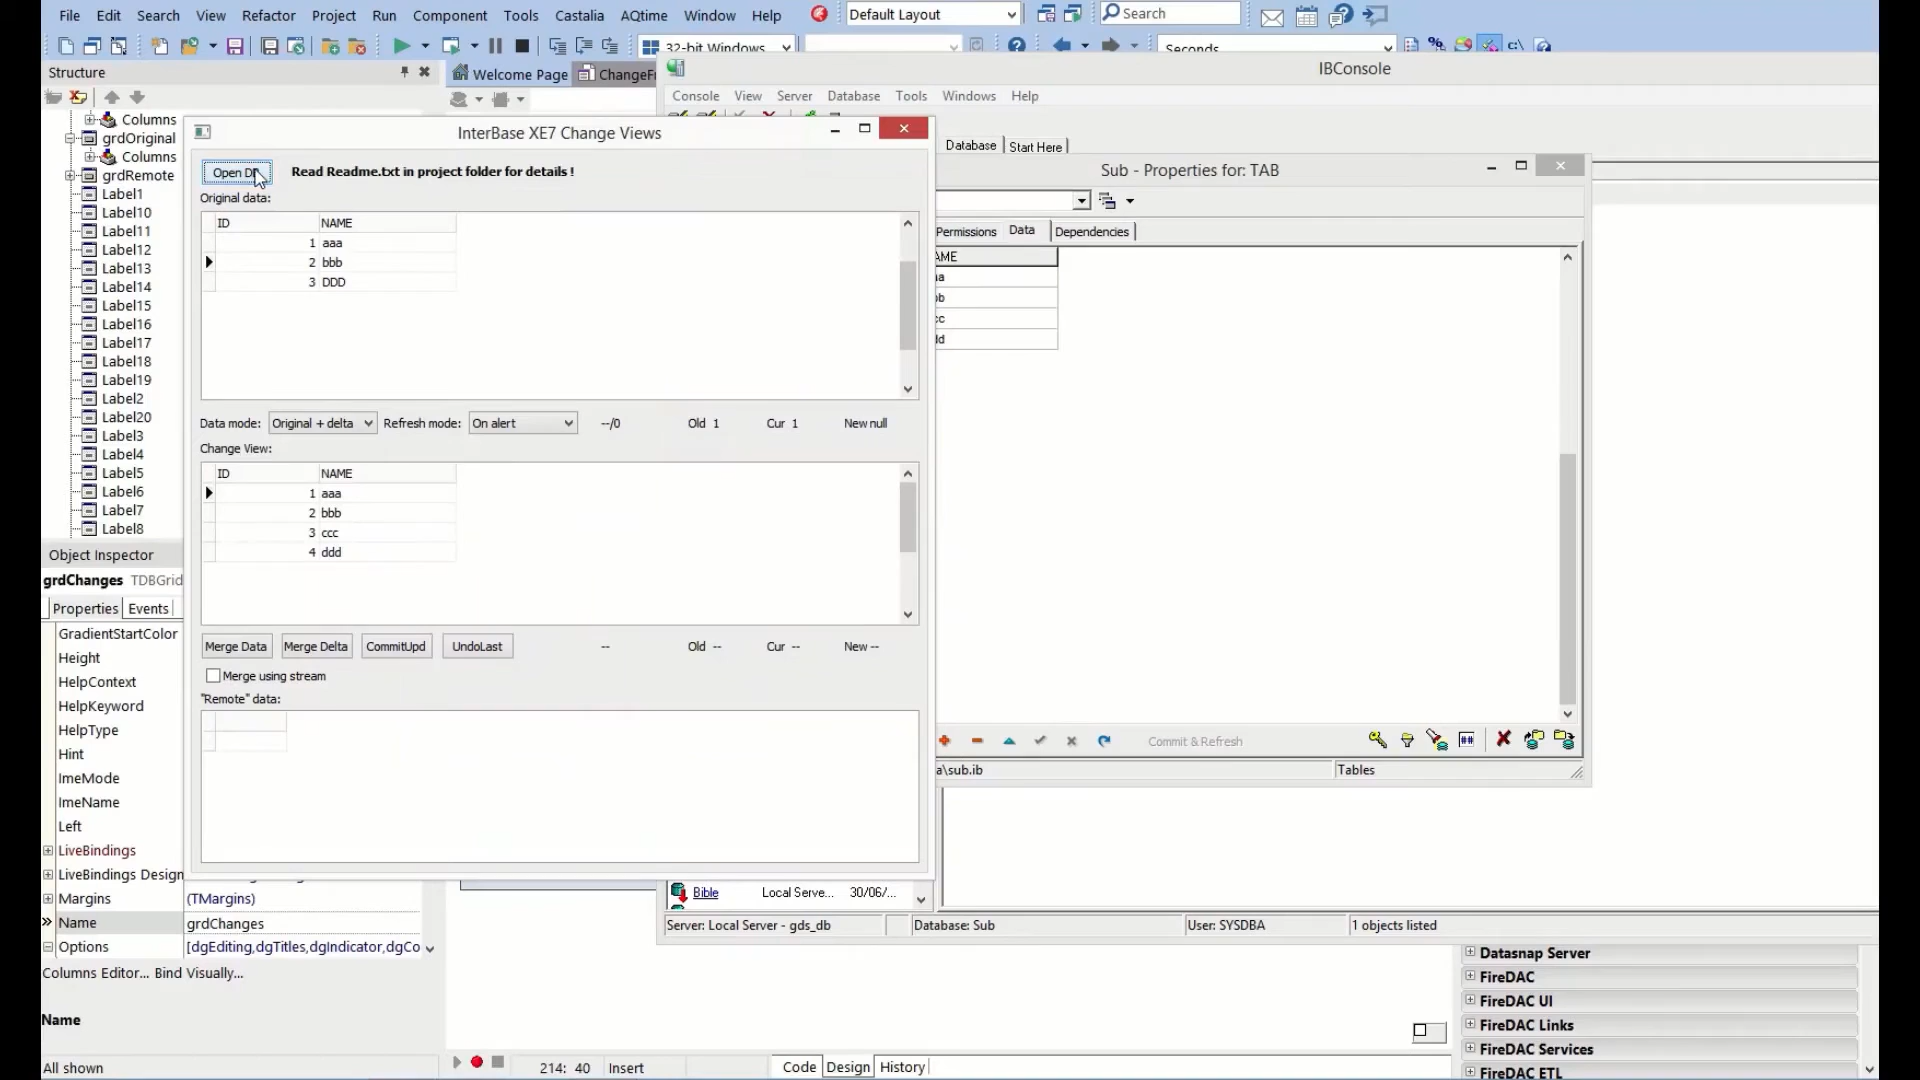 File Edit Search View Refactor Project Run Component Tools Castalia AQtime Window Help Default Layout Search
32-bit Windows Seconds
Structure
Welcome Page
IBConsole
Console View Server Database Tools Windows Help
Columns
grdOriginal
Columns
grdRemote
Label1
Label10
Label11
Label12
Label13
Label14
Label15
Label16
Label17
Label18
Label19
Label2
Label20
Label3
Label4
Label5
Label6
Label7
Label8
Object Inspector
grdChanges TDBGrid
Properties Events
GradientStartColor
Height
HelpContext
HelpKeyword
HelpType
Hint
ImeMode
ImeName
Left
LiveBindings
LiveBindings Design
Margins (TMargins)
Name grdChanges
Options [dgEditing,dgTitles,dgIndicator,dgCo
Columns Editor... Bind Visually...
Name
All shown
InterBase XE7 Change Views
Open Read Readme.txt in project folder for details !
Original data:
ID NAME
1 aaa
2 bbb
3 DDD
Data mode: Original + delta Refresh mode: On alert --/0 Old 1 Cur 1 New null
Change View:
ID NAME
1 aaa
2 bbb
3 ccc
4 ddd
Merge Data Merge Delta CommitUpd UndoLast -- Old -- Cur -- New --
Merge using stream
"Remote" data:
Database Start Here
Sub - Properties for: TAB
Permissions Data Dependencies
Commit & Refresh
a\sub.ib Tables
Bible Local Serve... 30/06/...
Server: Local Server - gds_db Database: Sub User: SYSDBA 1 objects listed
Datasnap Server
FireDAC
FireDAC UI
FireDAC Links
FireDAC Services
FireDAC ETL
214: 40 Insert Code Design History